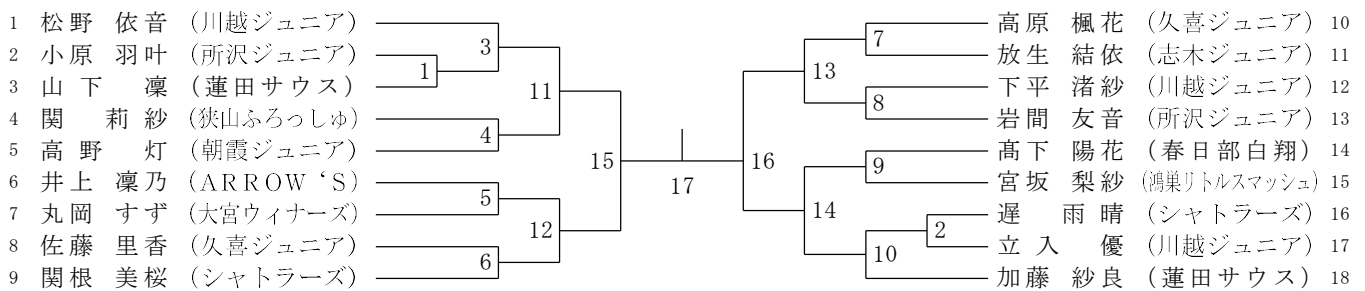 1 松野 依音 (川越ジュニア)
2 小原 羽叶 (所沢ジュニア)
3 山下 凜 (蓮田サウス)
4 関 莉紗 (狭山ふろっしゅ)
5 高野 灯 (朝霞ジュニア)
6 井上 凜乃 (ARROW‘S)
7 丸岡 すず (大宮ウィナーズ)
8 佐藤 里香 (久喜ジュニア)
9 関根 美桜 (シャトラーズ)
3
1
11
4
15
5
12
6
17
7
13
8
16
9
14
2
10
高原 楓花 (久喜ジュニア) 10
放生 結依 (志木ジュニア) 11
下平 渚紗 (川越ジュニア) 12
岩間 友音 (所沢ジュニア) 13
髙下 陽花 (春日部白翔) 14
宮坂 梨紗 (鴻巣リトルスマッシュ) 15
遅 雨晴 (シャトラーズ) 16
立入 優 (川越ジュニア) 17
加藤 紗良 (蓮田サウス) 18